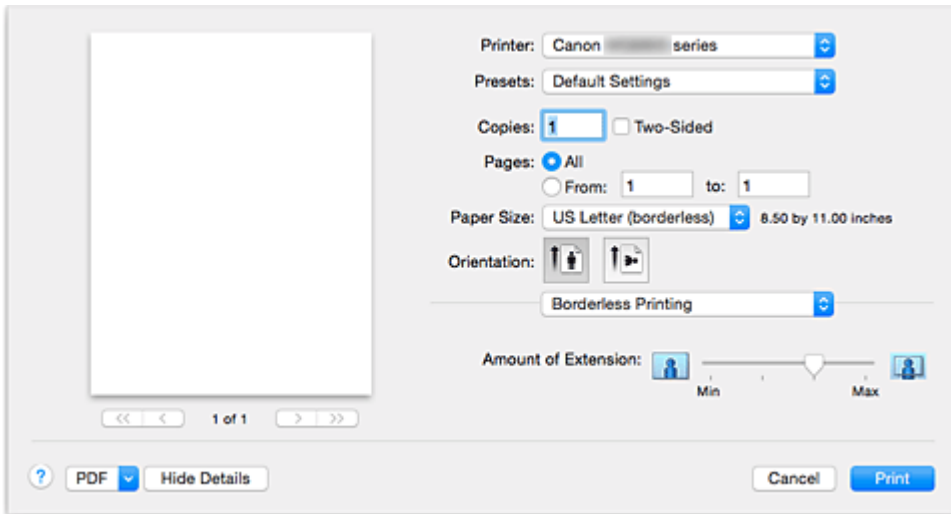 Printer: Canon series
Presets: Default Settings
Copies: 1 Two-Sided
Pages: All
From: 1 to: 1
Paper Size: US Letter (borderless) 8.50 by 11.00 inches
Orientation:
Borderless Printing
Amount of Extension:
Min Max
<< < 1 of 1 > >>
? PDF Hide Details Cancel Print